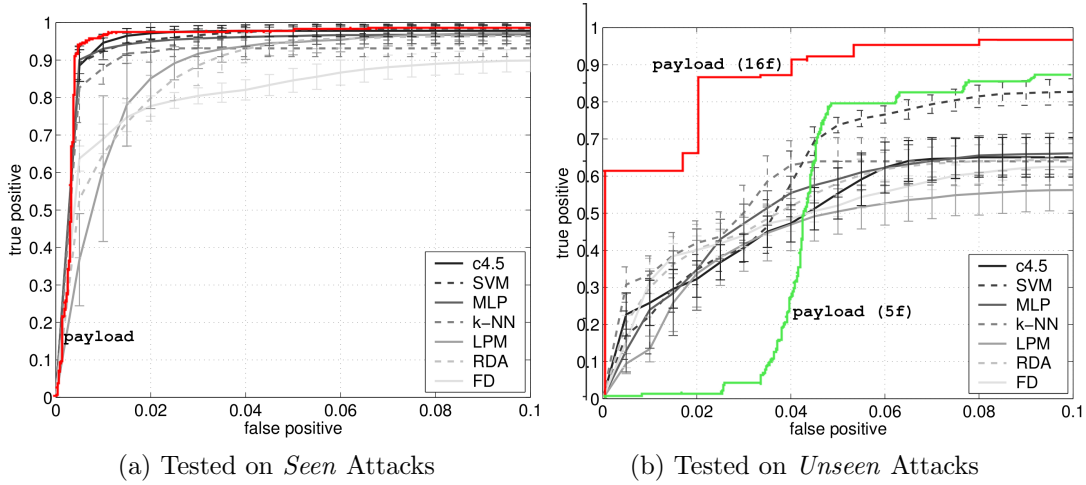 1
0.9
0.8
0.7
0.6
0.5
0.4
0.3
0.2
0.1
0
true positive
payload
c4.5
SVM
MLP
k−NN
LPM
RDA
FD
0 0.02 0.04 0.06 0.08 0.1
false positive
(a) Tested on Seen Attacks
1
0.9
0.8
0.7
0.6
0.5
0.4
0.3
0.2
0.1
0
true positive
payload (16f)
payload (5f)
c4.5
SVM
MLP
k−NN
LPM
RDA
FD
0 0.02 0.04 0.06 0.08 0.1
false positive
(b) Tested on Unseen Attacks